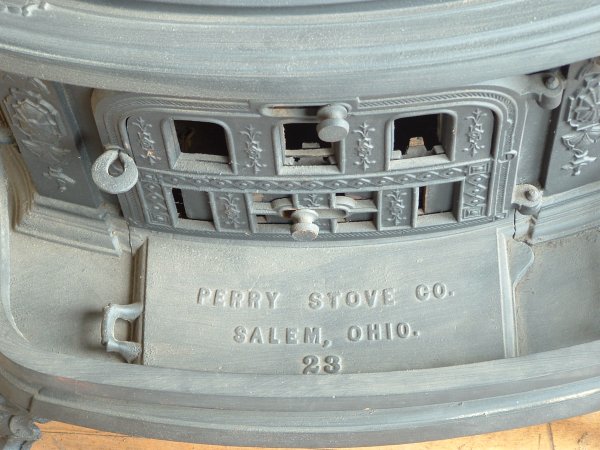 PERRY STOVE CO.
SALEM, OHIO.
23